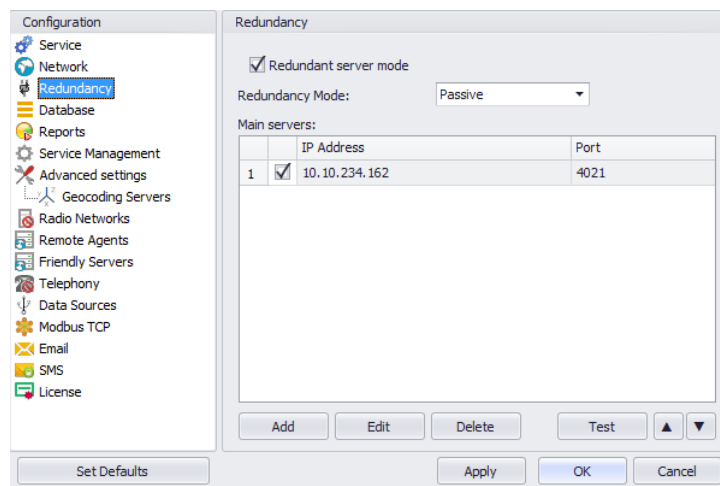 Configuration
Service
Network
Redundancy
Database
Reports
Service Management
Advanced settings
Geocoding Servers
Radio Networks
Remote Agents
Friendly Servers
Telephony
Data Sources
Modbus TCP
Email
SMS
License
Set Defaults
Redundancy
Redundant server mode
Redundancy Mode: Passive
Main servers:
IP Address Port
1 10.10.234.162 4021
Add Edit Delete Test
Apply OK Cancel